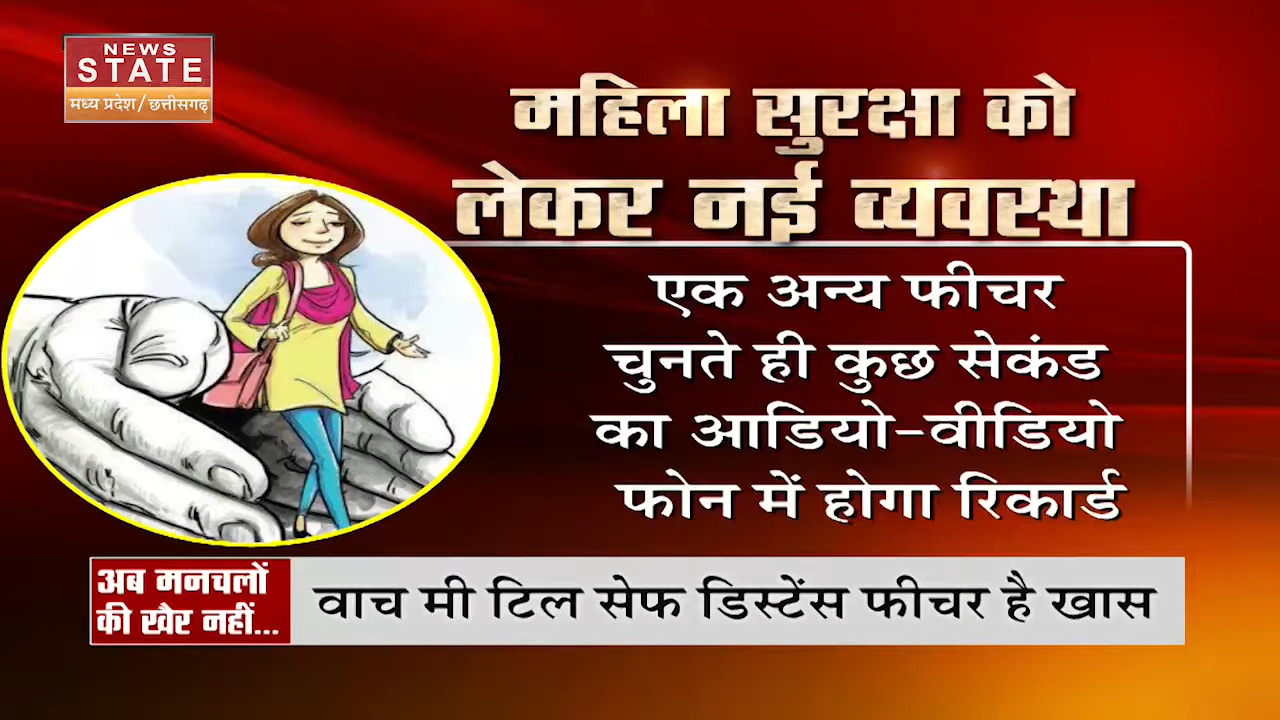 NEWS
STATE
मध्य प्रदेश/छत्तीसगढ़
महिला सुरक्षा को
लेकर नई व्यवस्था
एक अन्य फीचर
चुनते ही कुछ सेकंड
का आडियो-वीडियो
फोन में होगा रिकार्ड
अब मनचलों
की खैर नहीं...
वाच मी टिल सेफ डिस्टेंस फीचर है खास